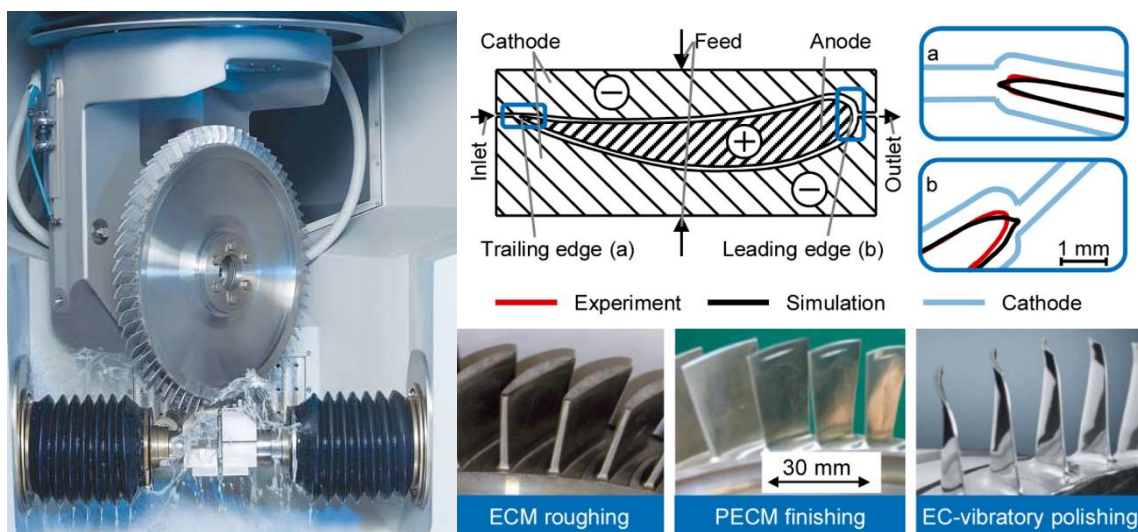 Cathode
Feed
Anode
Inlet
Outlet
Trailing edge (a)
Leading edge (b)
a
b
1 mm
Experiment
Simulation
Cathode
30 mm
ECM roughing
PECM finishing
EC-vibratory polishing